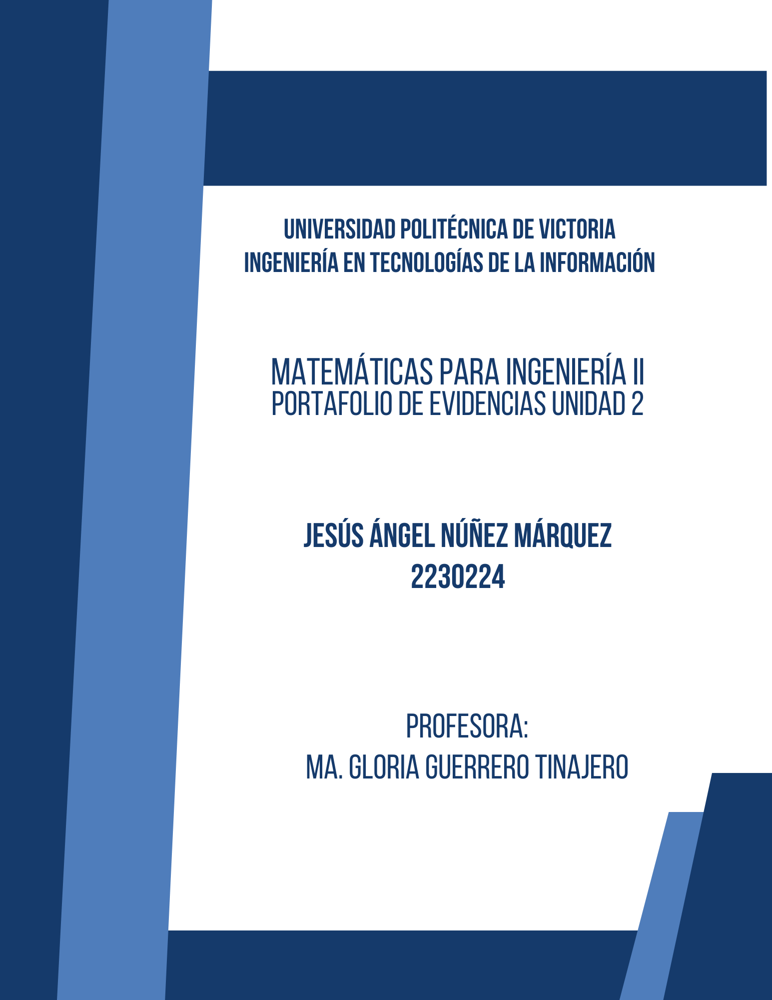 UNIVERSIDAD POLITÉCNICA DE VICTORIA
INGENIERÍA EN TECNOLOGÍAS DE LA INFORMACIÓN
MATEMÁTICAS PARA INGENIERÍA II
PORTAFOLIO DE EVIDENCIAS UNIDAD 2
JESÚS ÁNGEL NÚÑEZ MÁRQUEZ
2230224
PROFESORA:
MA. GLORIA GUERRERO TINAJERO